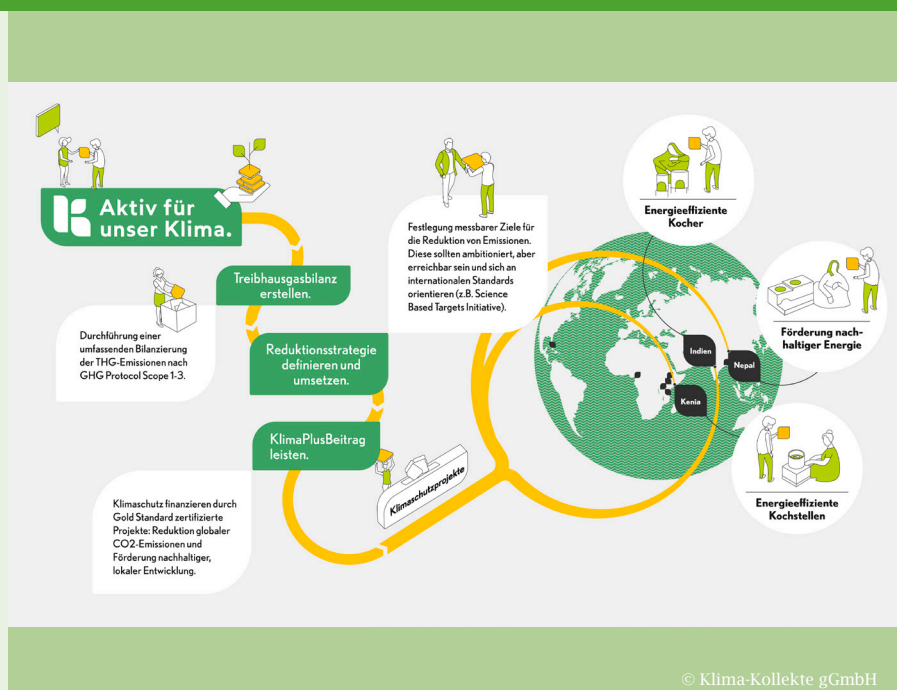 Aktiv für
unser Klima.
Treibhausgasbilanz
erstellen.
Durchführung einer
umfassenden Bilanzierung
der THG-Emissionen nach
GHG Protocol Scope 1-3.
Reduktionsstrategie
definieren und
umsetzen.
Festlegung messbarer Ziele für
die Reduktion von Emissionen.
Diese sollten ambitioniert, aber
erreichbar sein und sich an
internationalen Standards
orientieren (z.B. Science
Based Targets Initiative).
KlimaPlusBeitrag
leisten.
Klimaschutz finanzieren durch
Gold Standard zertifizierte
Projekte: Reduktion globaler
CO2-Emissionen und
Förderung nachhaltiger,
lokaler Entwicklung.
Klimaschutzprojekte
Indien
Nepal
Kenia
Energieeffiziente
Kocher
Förderung nach-
haltiger Energie
Energieeffiziente
Kochstellen
© Klima-Kollekte gGmbH